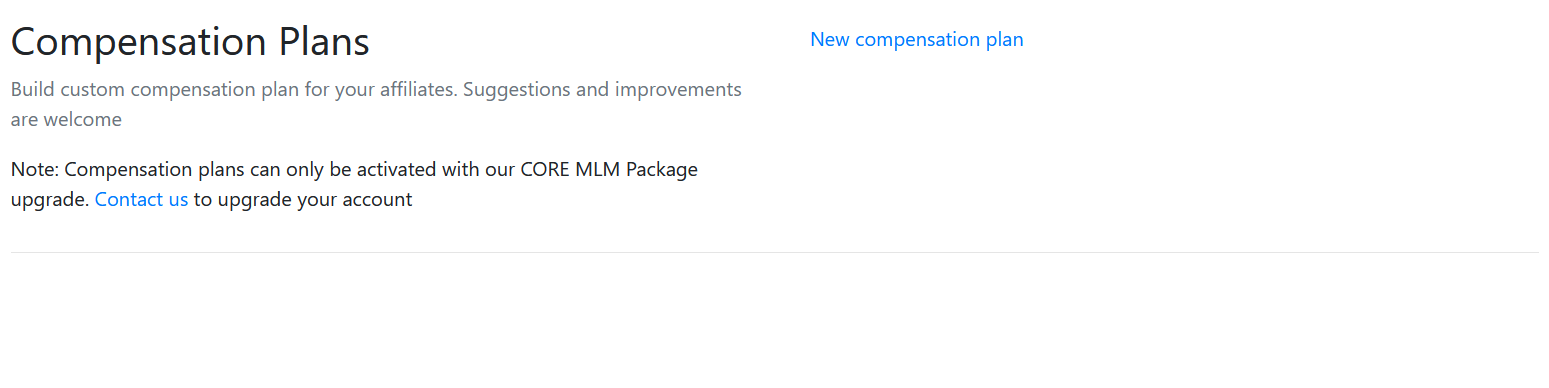 Compensation Plans
New compensation plan
Build custom compensation plan for your affiliates. Suggestions and improvements
are welcome
Note: Compensation plans can only be activated with our CORE MLM Package
upgrade. Contact us to upgrade your account